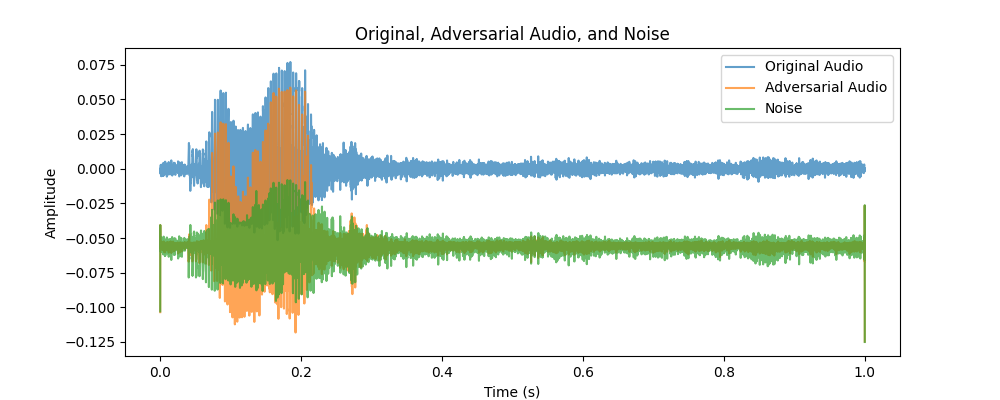 Original, Adversarial Audio, and Noise
Original Audio
Adversarial Audio
Noise
Amplitude
0.075
0.050
0.025
0.000
−0.025
−0.050
−0.075
−0.100
−0.125
0.0 0.2 0.4 0.6 0.8 1.0
Time (s)